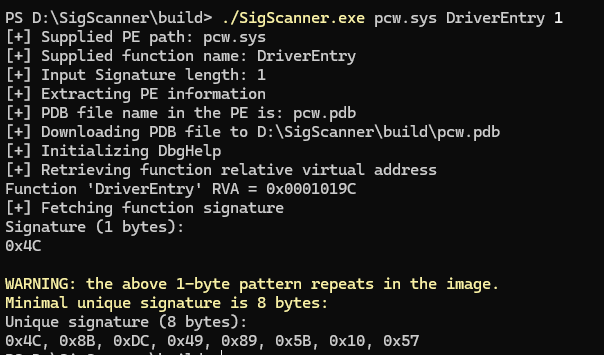 PS D:\SigScanner\build> ./SigScanner.exe pcw.sys DriverEntry 1
[+] Supplied PE path: pcw.sys
[+] Supplied function name: DriverEntry
[+] Input Signature length: 1
[+] Extracting PE information
[+] PDB file name in the PE is: pcw.pdb
[+] Downloading PDB file to D:\SigScanner\build\pcw.pdb
[+] Initializing DbgHelp
[+] Retrieving function relative virtual address
Function 'DriverEntry' RVA = 0x0001019C
[+] Fetching function signature
Signature (1 bytes):
0x4C
WARNING: the above 1-byte pattern repeats in the image.
Minimal unique signature is 8 bytes:
Unique signature (8 bytes):
0x4C, 0x8B, 0xDC, 0x49, 0x89, 0x5B, 0x10, 0x57